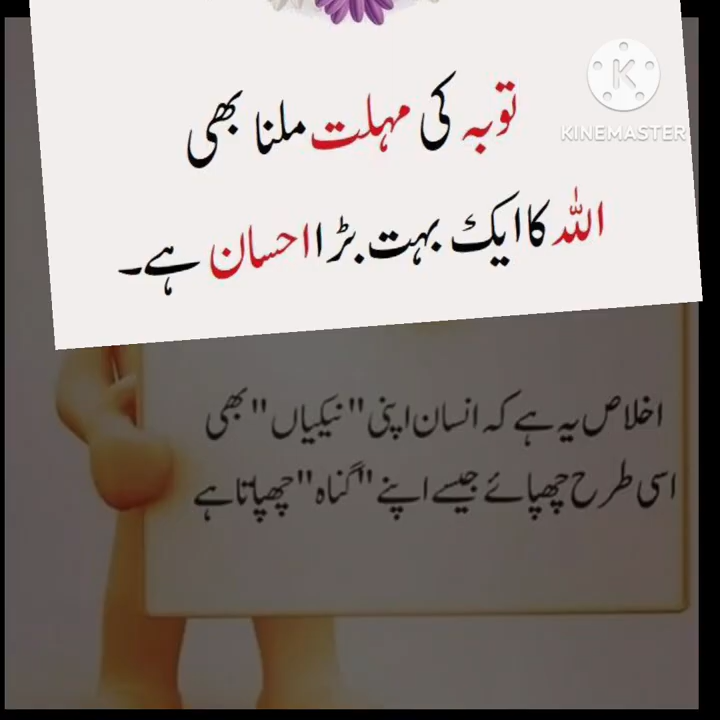 توبہ کی مہلت ملنا بھی
اللہ کا ایک بہت بڑا احسان ہے۔
KINEMASTER
اخلاص یہ ہے کہ انسان اپنی "نیکیاں" بھی
اسی طرح چھپائے جیسے اپنے "گناہ" چھپاتا ہے